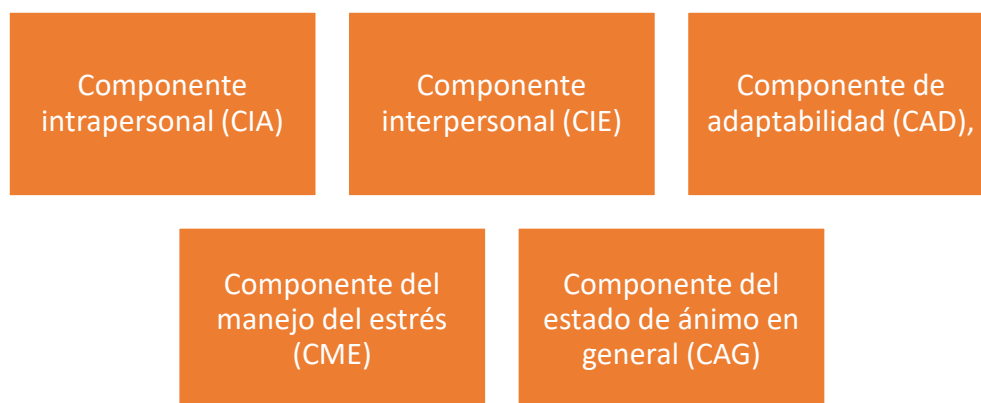 Componente
intrapersonal (CIA)
Componente
interpersonal (CIE)
Componente de
adaptabilidad (CAD),
Componente del
manejo del estrés
(CME)
Componente del
estado de ánimo en
general (CAG)